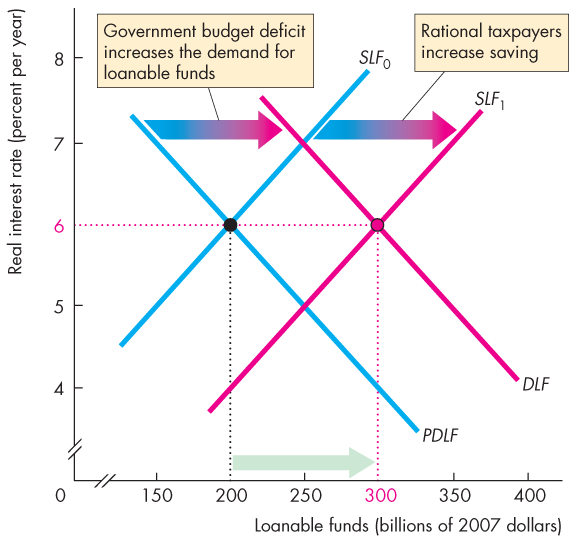 Real interest rate (percent per year)
Government budget deficit
increases the demand for
loanable funds
Rational taxpayers
increase saving
SLF0
SLF1
8
7
6
5
4
DLF
PDLF
0
150
200
250
300
350
400
Loanable funds (billions of 2007 dollars)